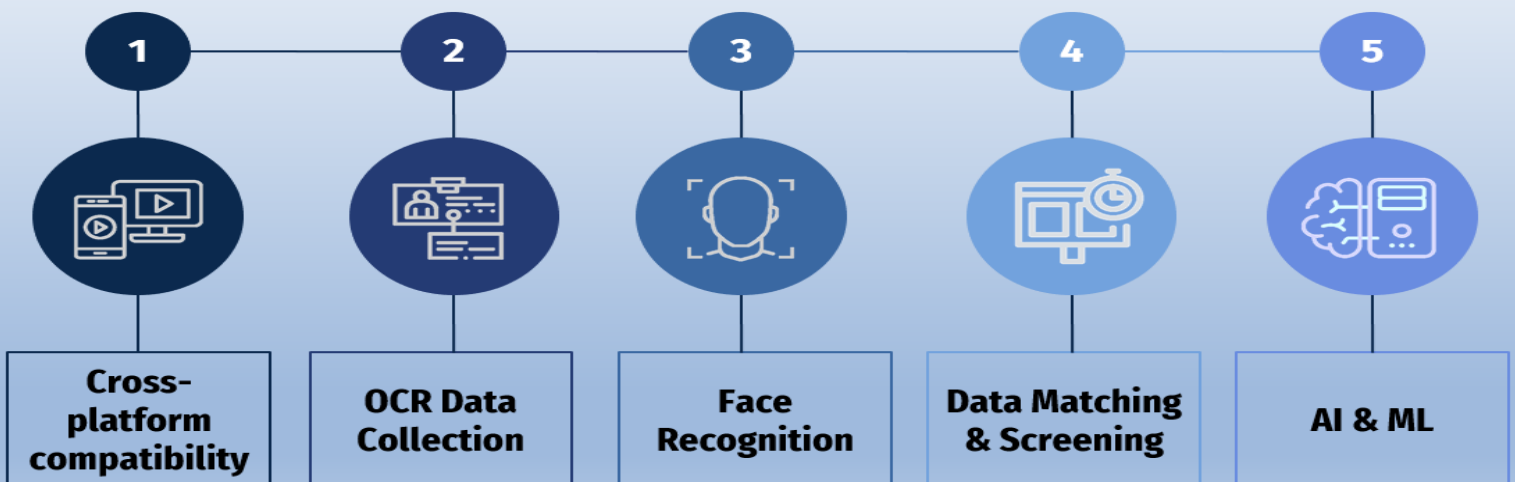 1
2
3
4
5
Cross-
platform
compatibility
OCR Data
Collection
Face
Recognition
Data Matching
& Screening
AI & ML